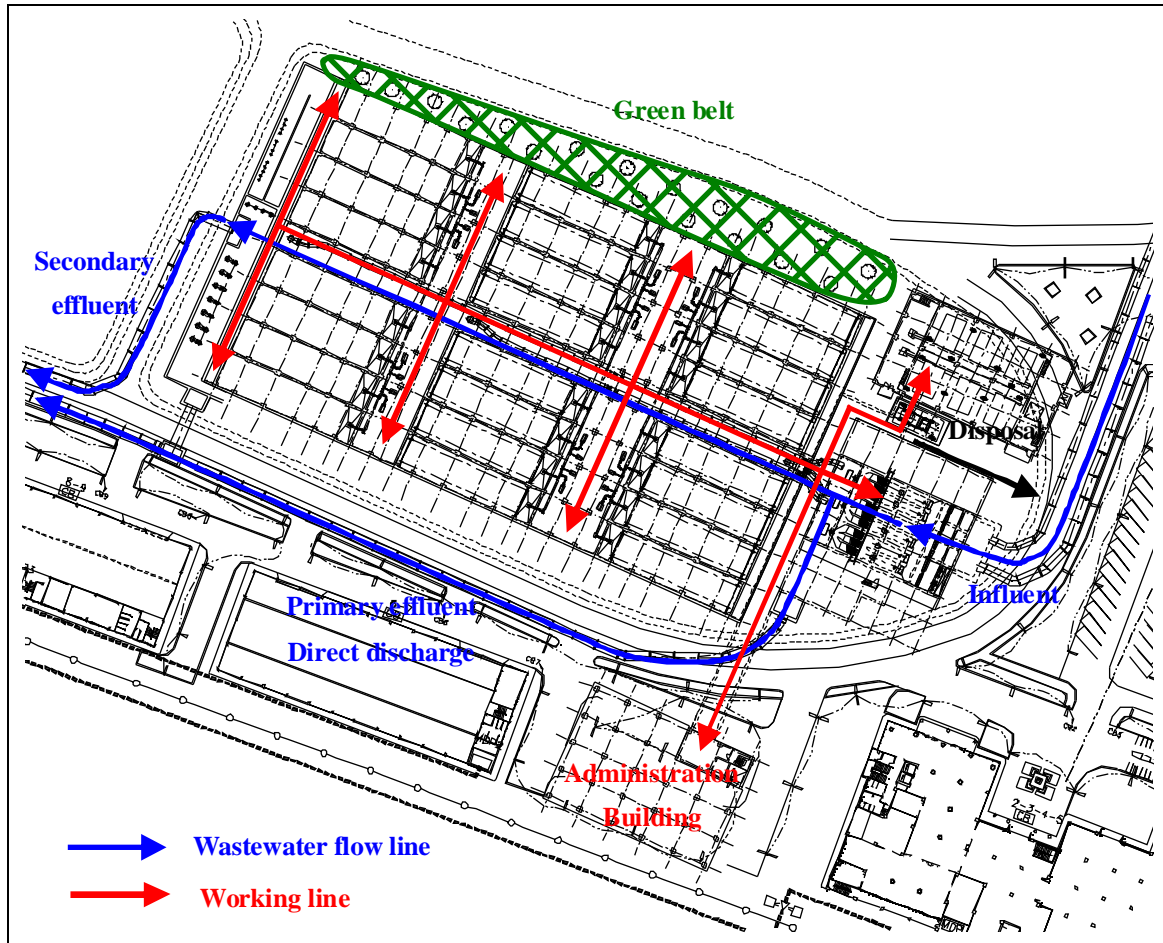 Green belt
Secondary
effluent
Disposal
Influent
Primary effluent
Direct discharge
Administration
Building
Wastewater flow line
Working line